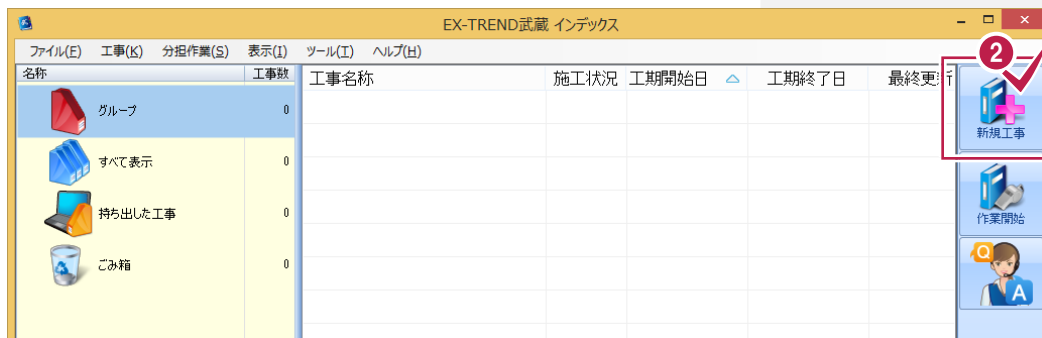 EX-TREND武蔵 インデックス
ファイル(F) 工事(K) 分担作業(S) 表示(I) ツール(T) ヘルプ(H)
名称 工事数 工事名称 施工状況 工期開始日 工期終了日 最終更新
2
グループ 0
新規工事
すべて表示 0
持ち出した工事 0
作業開始
ごみ箱 0
Q
A